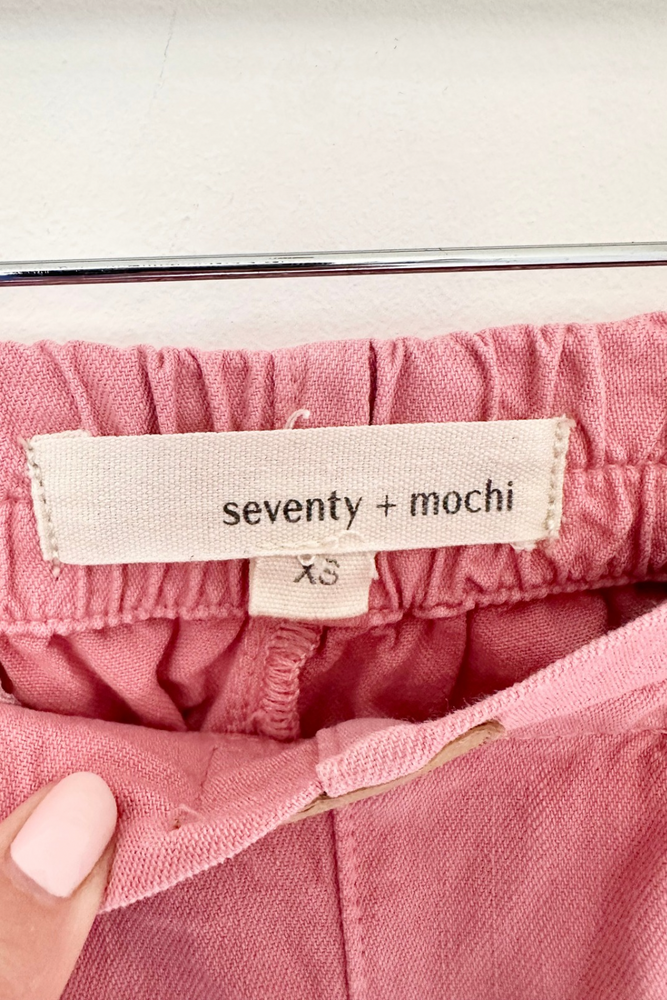 seventy + mochi
XS